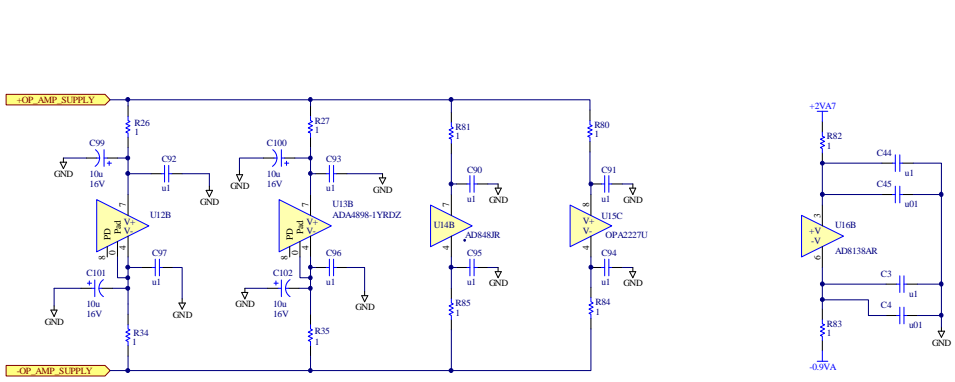 +OP_AMP_SUPPLY
R26
1
C99
10u
16V
GND
C92
u1
GND
7
U12B
V+
V-
PD
Pad
8
0
4
C97
u1
GND
C101
10u
16V
GND
R34
1
-OP_AMP_SUPPLY
R27
1
C100
10u
16V
GND
C93
u1
GND
7
U13B
ADA4898-1YRDZ
V+
V-
PD
Pad
8
0
4
C96
u1
GND
C102
10u
16V
GND
R35
1
R81
1
C90
u1
GND
7
U14B
AD848JR
4
C95
u1
GND
R85
1
R80
1
C91
u1
GND
8
U15C
V+
V-
OPA2227U
4
C94
u1
GND
R84
1
+2VA7
R82
1
C44
u1
C45
u01
3
U16B
+V
-V
AD8138AR
6
C3
u1
C4
u01
GND
R83
1
-0.9VA